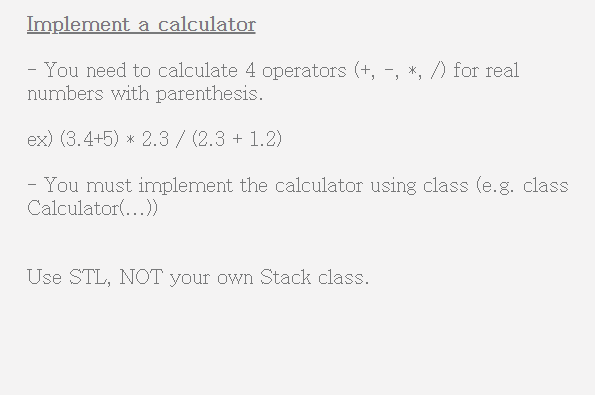 Implement a calculator
- You need to calculate 4 operators (+, -, *, /) for real
numbers with parenthesis.
ex) (3.4+5) * 2.3 / (2.3 + 1.2)
- You must implement the calculator using class (e.g. class
Calculator(...))
Use STL, NOT your own Stack class.